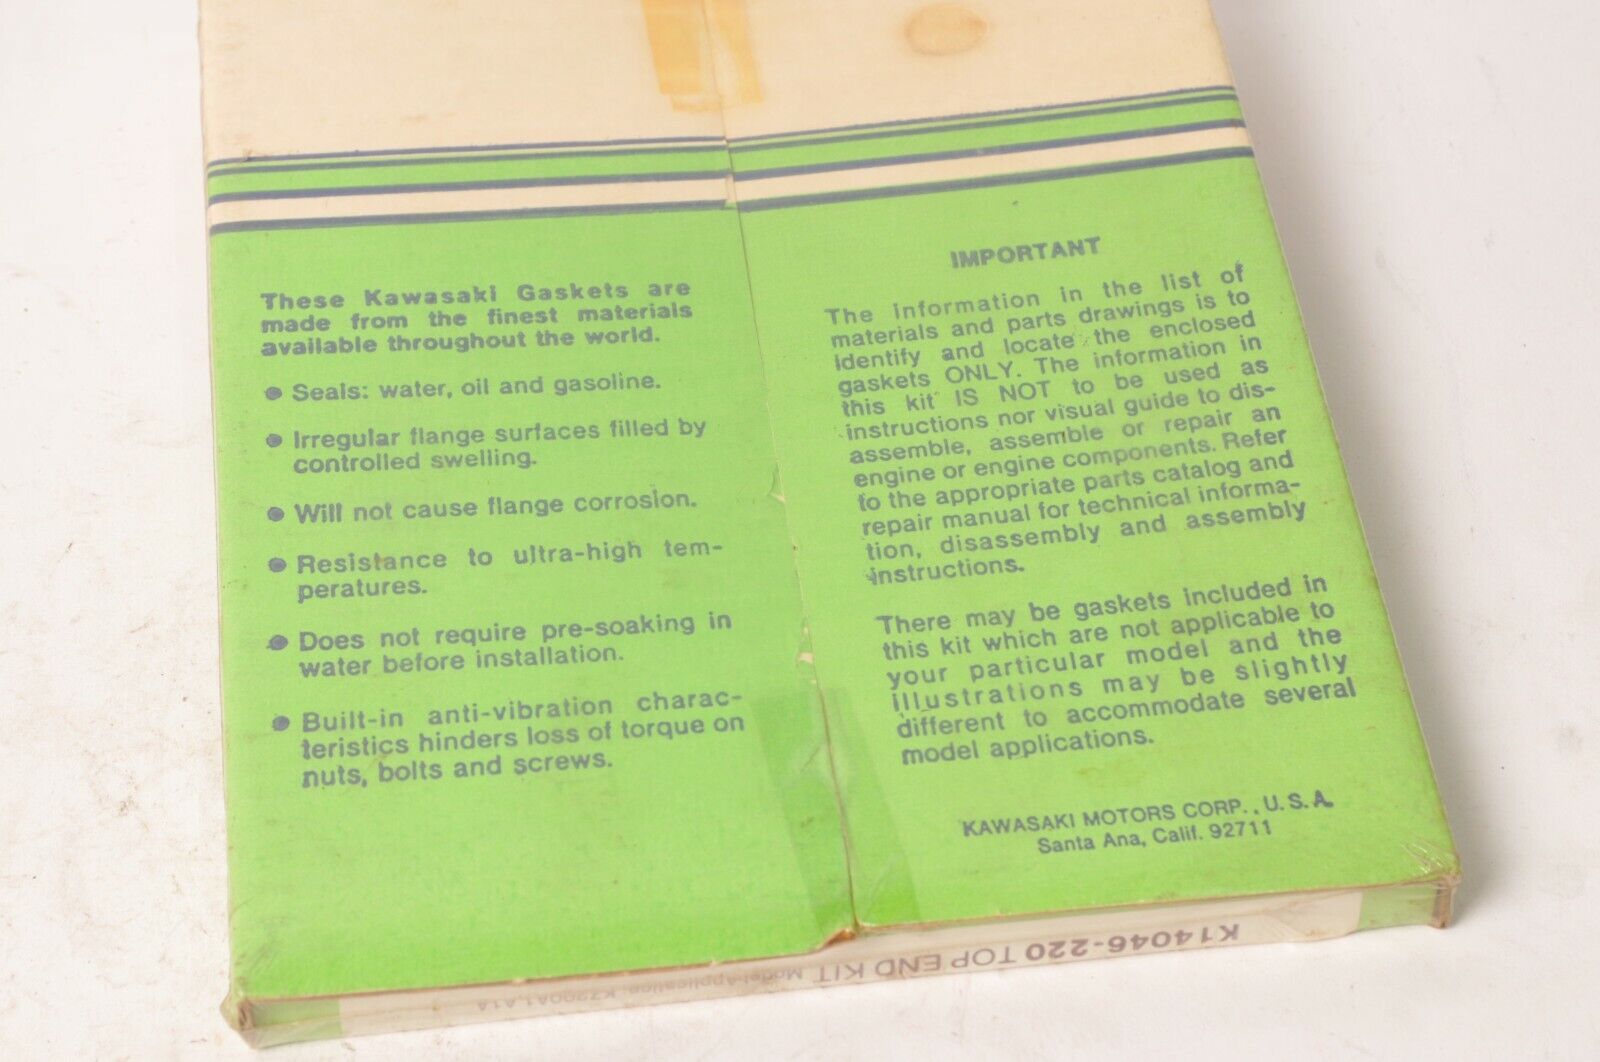 These Kawasaki Gaskets are
made from the finest materials
available throughout the world.
● Seals: water, oil and gasoline.
● Irregular flange surfaces filled by
controlled swelling.
● Will not cause flange corrosion.
● Resistance to ultra-high tem-
peratures.
● Does not require pre-soaking in
water before installation.
● Built-in anti-vibration charac-
teristics hinders loss of torque on
nuts, bolts and screws.
IMPORTANT
The information in the list of
materials and parts drawings is to
identify and locate the enclosed
gaskets ONLY. The information in
this kit IS NOT to be used as
instructions nor visual guide to dis-
assemble, assemble or repair an
engine or engine components. Refer
to the appropriate parts catalog and
repair manual for technical informa-
tion, disassembly and assembly
instructions.
There may be gaskets included in
this kit which are not applicable to
your particular model and the
illustrations may be slightly
different to accommodate several
model applications.
KAWASAKI MOTORS CORP., U.S.A.
Santa Ana, Calif. 92711
K14046-220 TOP END KIT Model Application: KZ200A1,A1A